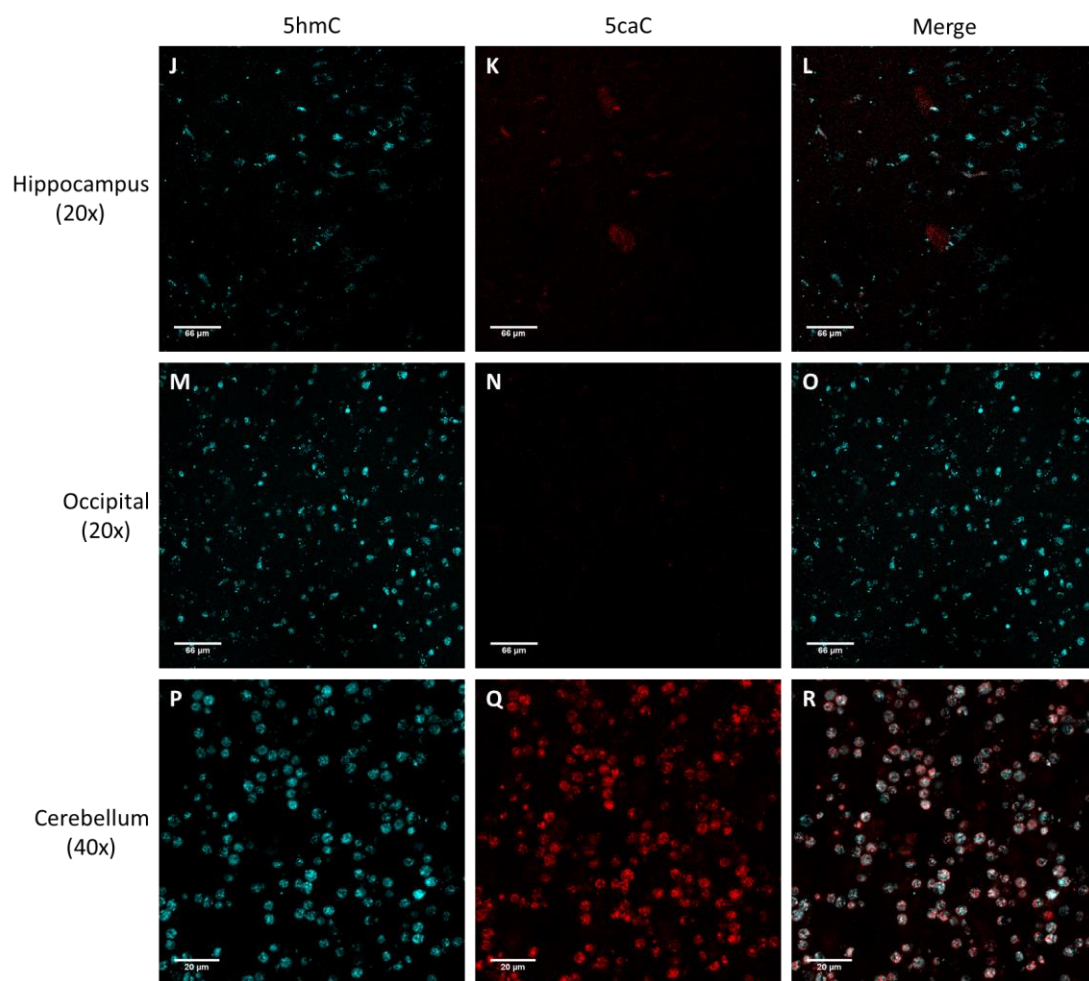 5hmC 5caC Merge
J K L
Hippocampus
(20x)
66 µm 66 µm 66 µm
M N O
Occipital
(20x)
66 µm 66 µm 66 µm
P Q R
Cerebellum
(40x)
20 µm 20 µm 20 µm